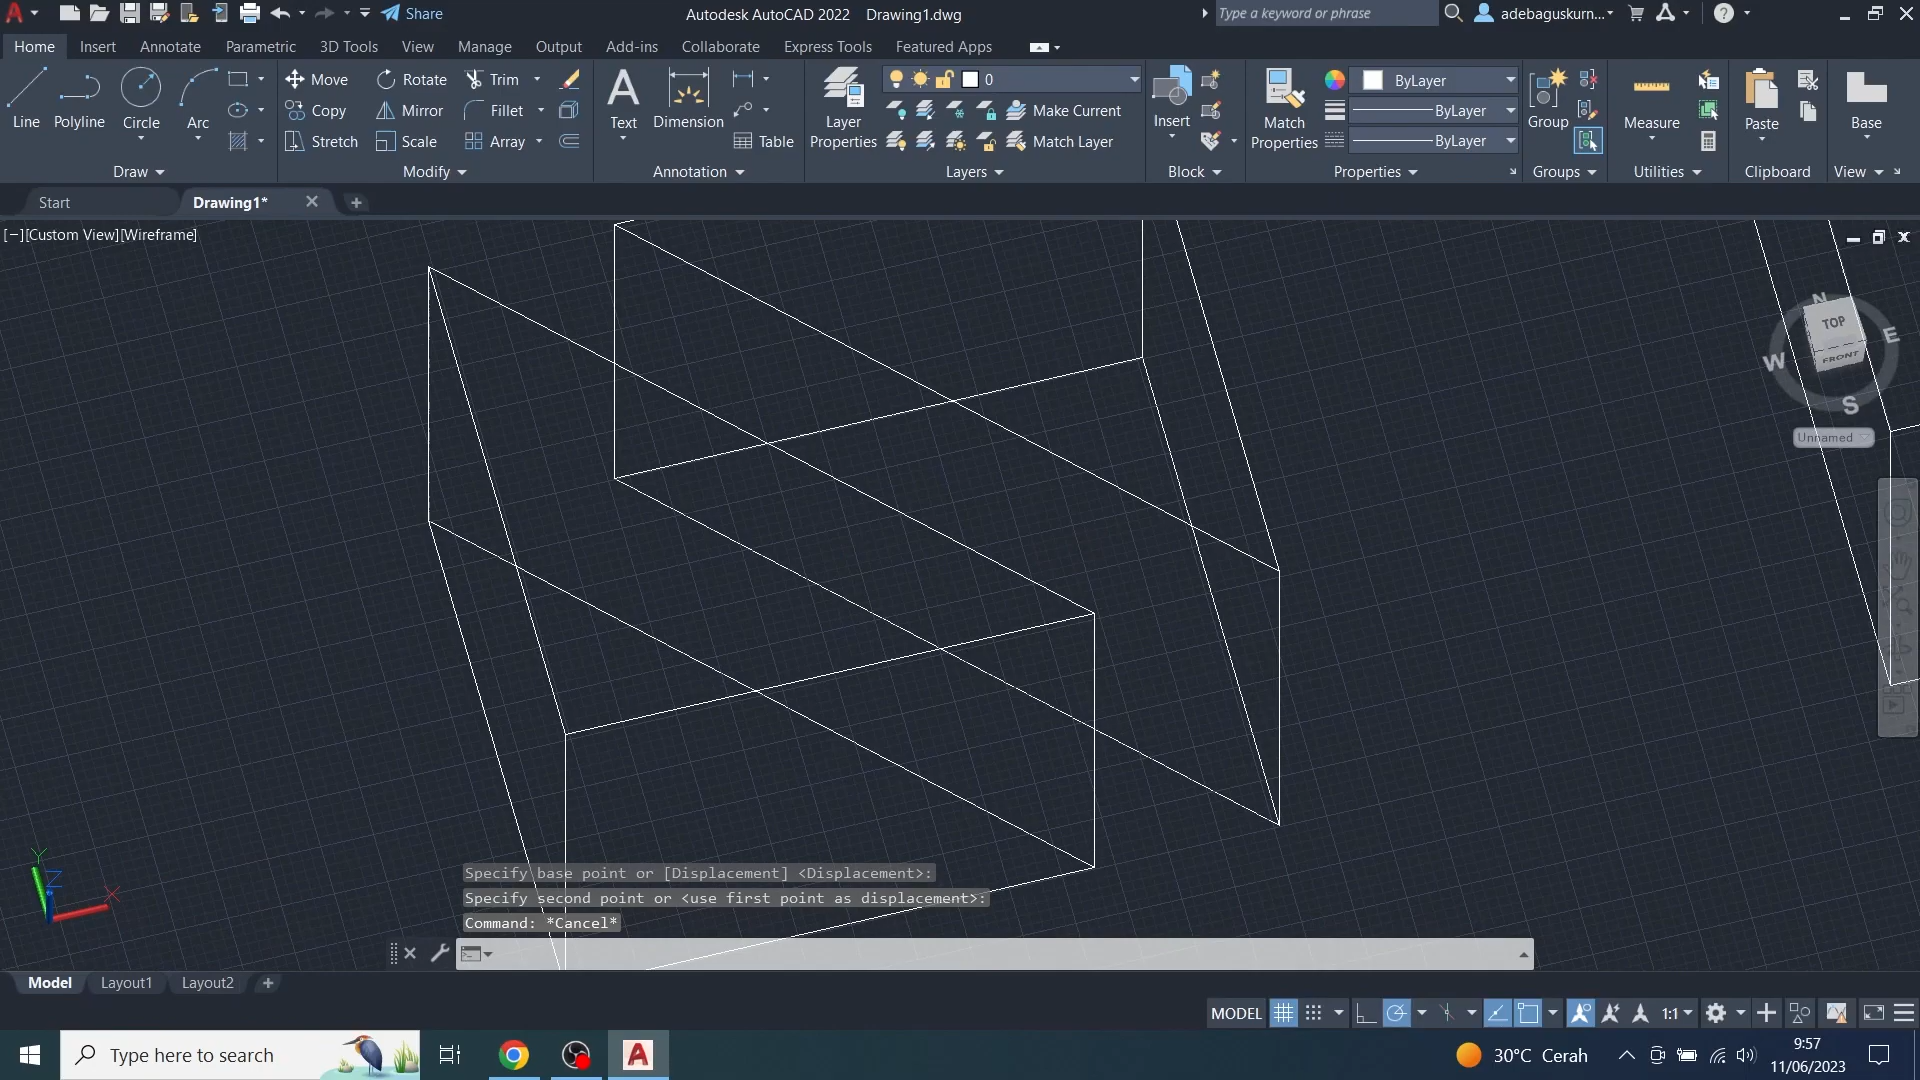 Share
Autodesk AutoCAD 2022 Drawing1.dwg
Type a keyword or phrase
adebaguskurn...
Home Insert Annotate Parametric 3D Tools View Manage Output Add-ins Collaborate Express Tools Featured Apps
Line Polyline Circle Arc
Move Rotate Trim
Copy Mirror Fillet
Stretch Scale Array
Text Dimension Table
Layer Properties
0
Make Current
Match Layer
Insert
Match Properties
ByLayer
ByLayer
ByLayer
Group
Measure
Paste
Base
Draw Modify Annotation Layers Block Properties Groups Utilities Clipboard View
Start Drawing1*
[−][Custom View][Wireframe]
N
TOP
E
W
FRONT
S
Unnamed
Y
Z
X
Specify base point or [Displacement] <Displacement>:
Specify second point or <use first point as displacement>:
Command: *Cancel*
Model Layout1 Layout2
MODEL 1:1
Type here to search
30°C Cerah
9:57
11/06/2023